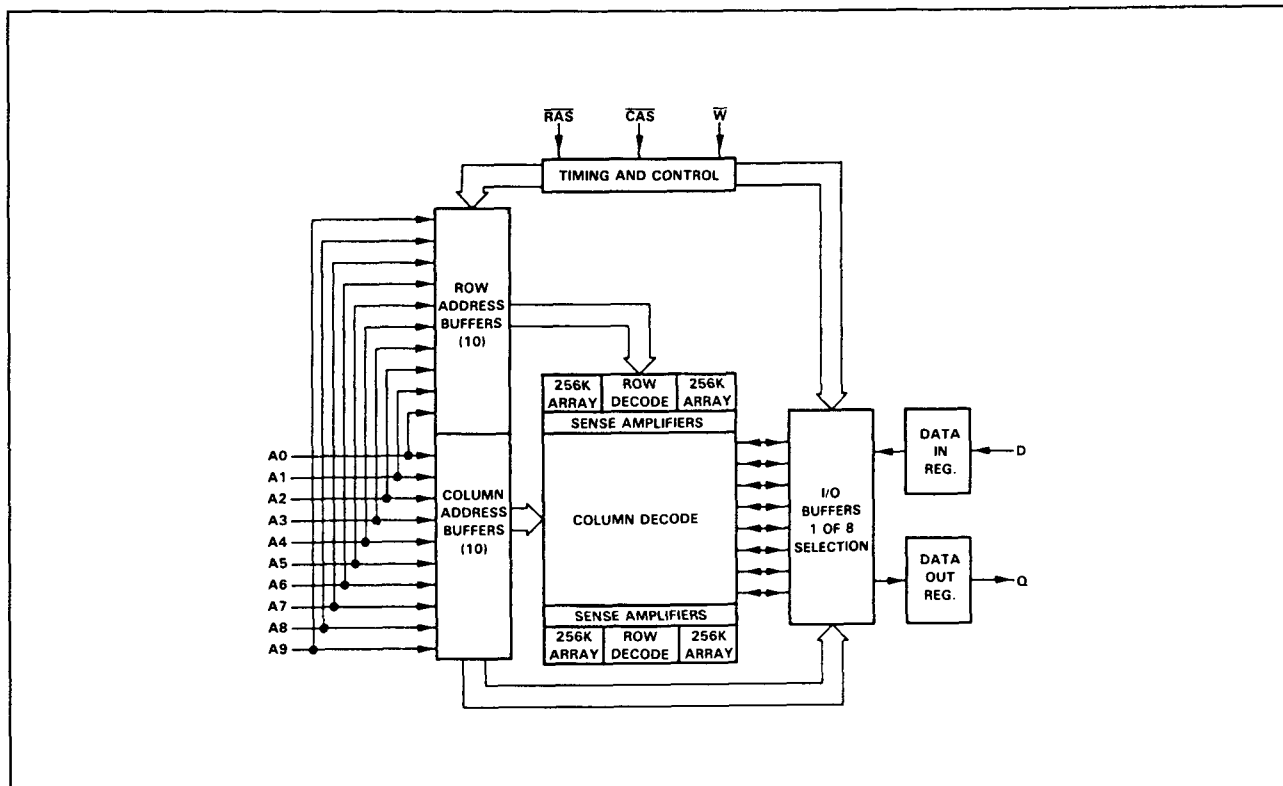 R̅A̅S̅ C̅A̅S̅ W̅
TIMING AND CONTROL
ROW
ADDRESS
BUFFERS
(10)
256K
ARRAY
ROW
DECODE
256K
ARRAY
SENSE AMPLIFIERS
A0
A1
A2
A3
A4
A5
A6
A7
A8
A9
COLUMN
ADDRESS
BUFFERS
(10)
COLUMN DECODE
I/O
BUFFERS
1 OF 8
SELECTION
DATA
IN
REG.
D
DATA
OUT
REG.
Q
SENSE AMPLIFIERS
256K
ARRAY
ROW
DECODE
256K
ARRAY